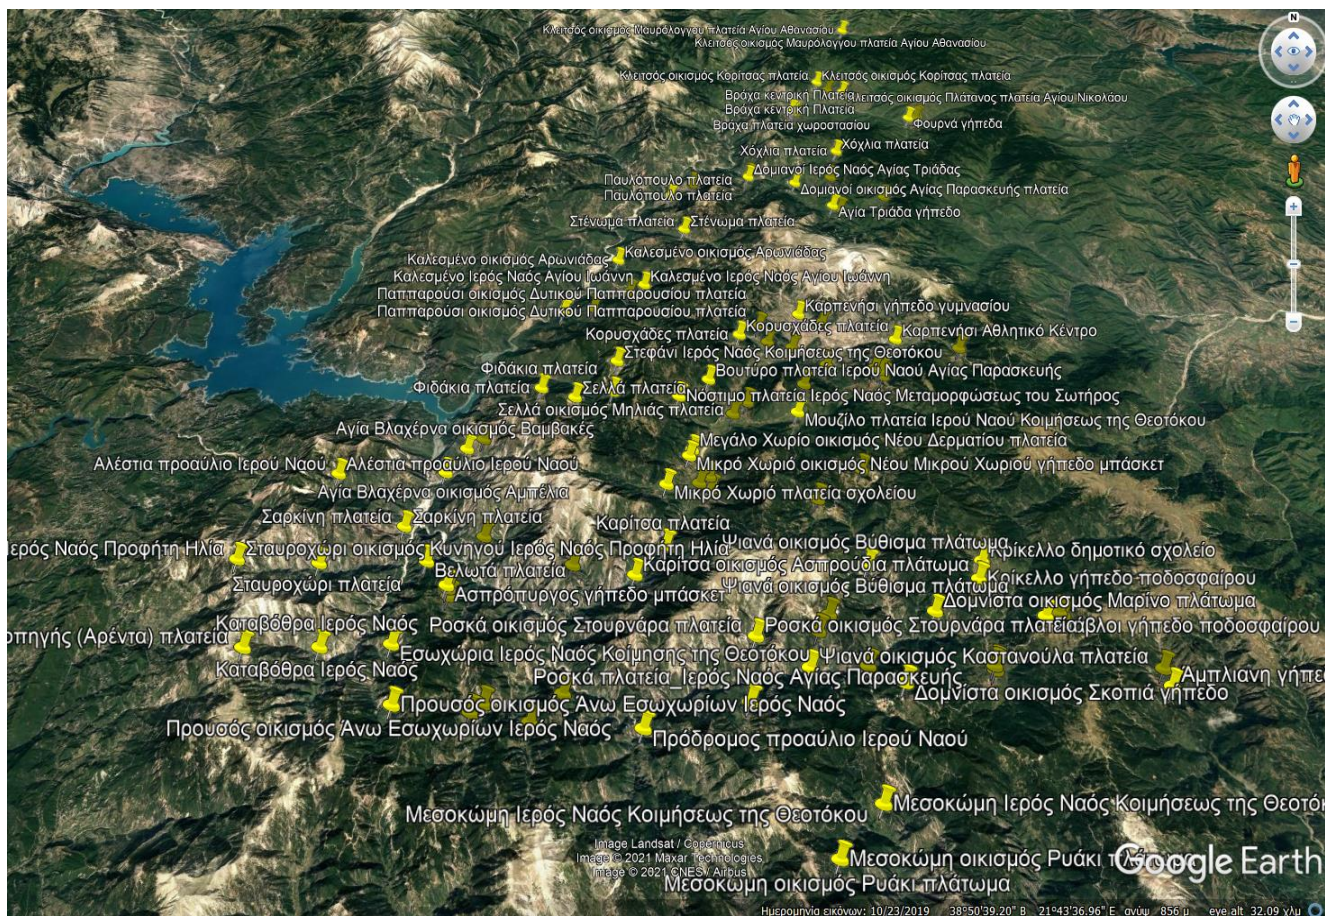 N
Κλειτσός οικισμός Μαυρόλογγου πλατεία Αγίου Αθανασίου
Κλειτσός οικισμός Μαυρόλογγου πλατεία Αγίου Αθανασίου
Κλειτσός οικισμός Κορίτσας πλατεία
Κλειτσός οικισμός Κορίτσας πλατεία
Βράχα κεντρική Πλατεία
Κλειτσός οικισμός Πλάτανος πλατεία Αγίου Νικολάου
Βράχα κεντρική Πλατεία
Βράχα πλατεία χωροστασίου
Φουρνά γήπεδα
Χόχλια πλατεία
Χόχλια πλατεία
Δομιανοί Ιερός Ναός Αγίας Τριάδας
Παυλόπουλο πλατεία
Δομιανοί οικισμός Αγίας Παρασκευής πλατεία
Παυλόπουλο πλατεία
Αγία Τριάδα γήπεδο
Στένωμα πλατεία
Στένωμα πλατεία
Καλεσμένο οικισμός Αρωνιάδας
Καλεσμένο οικισμός Αρωνιάδας
Καλεσμένο Ιερός Ναός Αγίου Ιωάννη
Καλεσμένο Ιερός Ναός Αγίου Ιωάννη
Παππαρούσι οικισμός Δυτικού Παππαρουσίου πλατεία
Παππαρούσι οικισμός Δυτικού Παππαρουσίου πλατεία
Καρπενήσι γήπεδο γυμνασίου
Κορυσχάδες πλατεία
Κορυσχάδες πλατεία
Καρπενήσι Αθλητικό Κέντρο
Στεφάνι Ιερός Ναός Κοιμήσεως της Θεοτόκου
Φιδάκια πλατεία
Βουτύρο πλατεία Ιερού Ναού Αγίας Παρασκευής
Φιδάκια πλατεία
Σελλά πλατεία
Νόστιμο πλατεία Ιερός Ναός Μεταμορφώσεως του Σωτήρος
Σελλά οικισμός Μηλιάς πλατεία
Μουζίλο πλατεία Ιερού Ναού Κοιμήσεως της Θεοτόκου
Αγία Βλαχέρνα οικισμός Βαμβακές
Μεγάλο Χωρίο οικισμός Νέου Δερματίου πλατεία
Αλέστια προαύλιο Ιερού Ναού
Αλέστια προαύλιο Ιερού Ναού
Μικρό Χωριό οικισμός Νέου Μικρού Χωριού γήπεδο μπάσκετ
Αγία Βλαχέρνα οικισμός Αμπέλια
Μικρό Χωριό πλατεία σχολείου
Σαρκίνη πλατεία
Σαρκίνη πλατεία
Καρίτσα πλατεία
Ψιανά οικισμός Βύθισμα πλάτωμα
Ιερός Ναός Προφήτη Ηλία
Σταυροχώρι οικισμός Κυνηγού Ιερός Ναός Προφήτη Ηλία
Κρίκελλο δημοτικό σχολείο
Βελωτά πλατεία
Καρίτσα οικισμός Ασπρούδια πλάτωμα
Κρίκελλο γήπεδο ποδοσφαίρου
Σταυροχώρι πλατεία
Ασπρόπυργος γήπεδο μπάσκετ
Ψιανά οικισμός Βύθισμα πλάτωμα
Δομνίστα οικισμός Μαρίνο πλάτωμα
Καταβόθρα Ιερός Ναός
Ροσκά οικισμός Στουρνάρα πλατεία
Ροσκά οικισμός Στουρνάρα πλατεία
γήπεδο ποδοσφαίρου
(Αρέντα) πλατεία
Εσωχώρια Ιερός Ναός Κοίμησης της Θεοτόκου
Ψιανά οικισμός Καστανούλα πλατεία
Καταβόθρα Ιερός Ναός
Ροσκά πλατεία_Ιερός Ναός Αγίας Παρασκευής
Άμπλιανη γήπε
Δομνίστα οικισμός Σκοπιά γήπεδο
Προυσός οικισμός Άνω Εσωχωρίων Ιερός Ναός
Προυσός οικισμός Άνω Εσωχωρίων Ιερός Ναός
Πρόδρομος προαύλιο Ιερού Ναού
Μεσοκώμη Ιερός Ναός Κοιμήσεως της Θεοτόκου
Μεσοκώμη Ιερός Ναός Κοιμήσεως της Θεοτόκ
Image Landsat / Copernicus
Image © 2021 Maxar Technologies
Image © 2021 CNES / Airbus
Μεσοκώμη οικισμός Ρυάκι πλάτωμα
Google Earth
Μεσοκώμη οικισμός Ρυάκι πλάτωμα
Ημερομηνία εικόνων: 10/23/2019 38°50'39.20" Β 21°43'36.96" Ε ανύψ 856 μ eye alt 32.09 χλμ